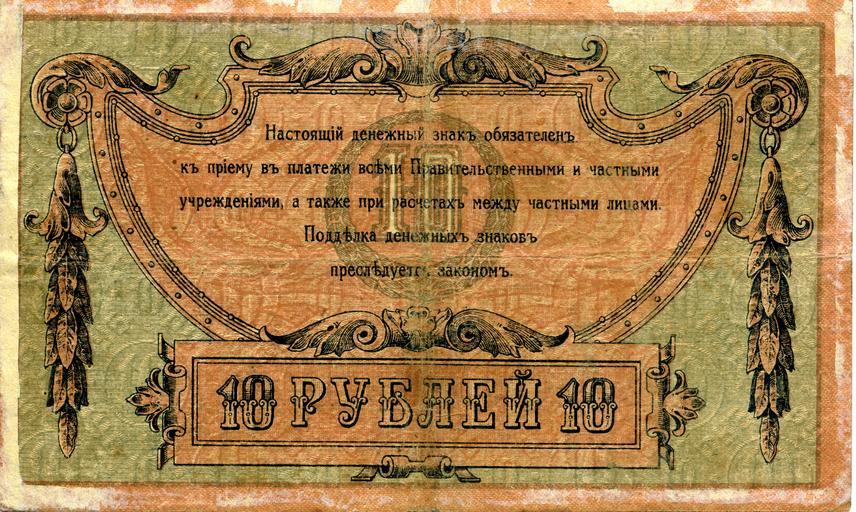 Настоящій денежный знакъ обязателенъ
къ пріему въ платежи всѣми Правительственными и частными
учрежденіями, а также при расчетахъ между частными лицами.
Поддѣлка денежныхъ знаковъ
преслѣдуется закономъ.
10
10 РУБЛЕЙ 10